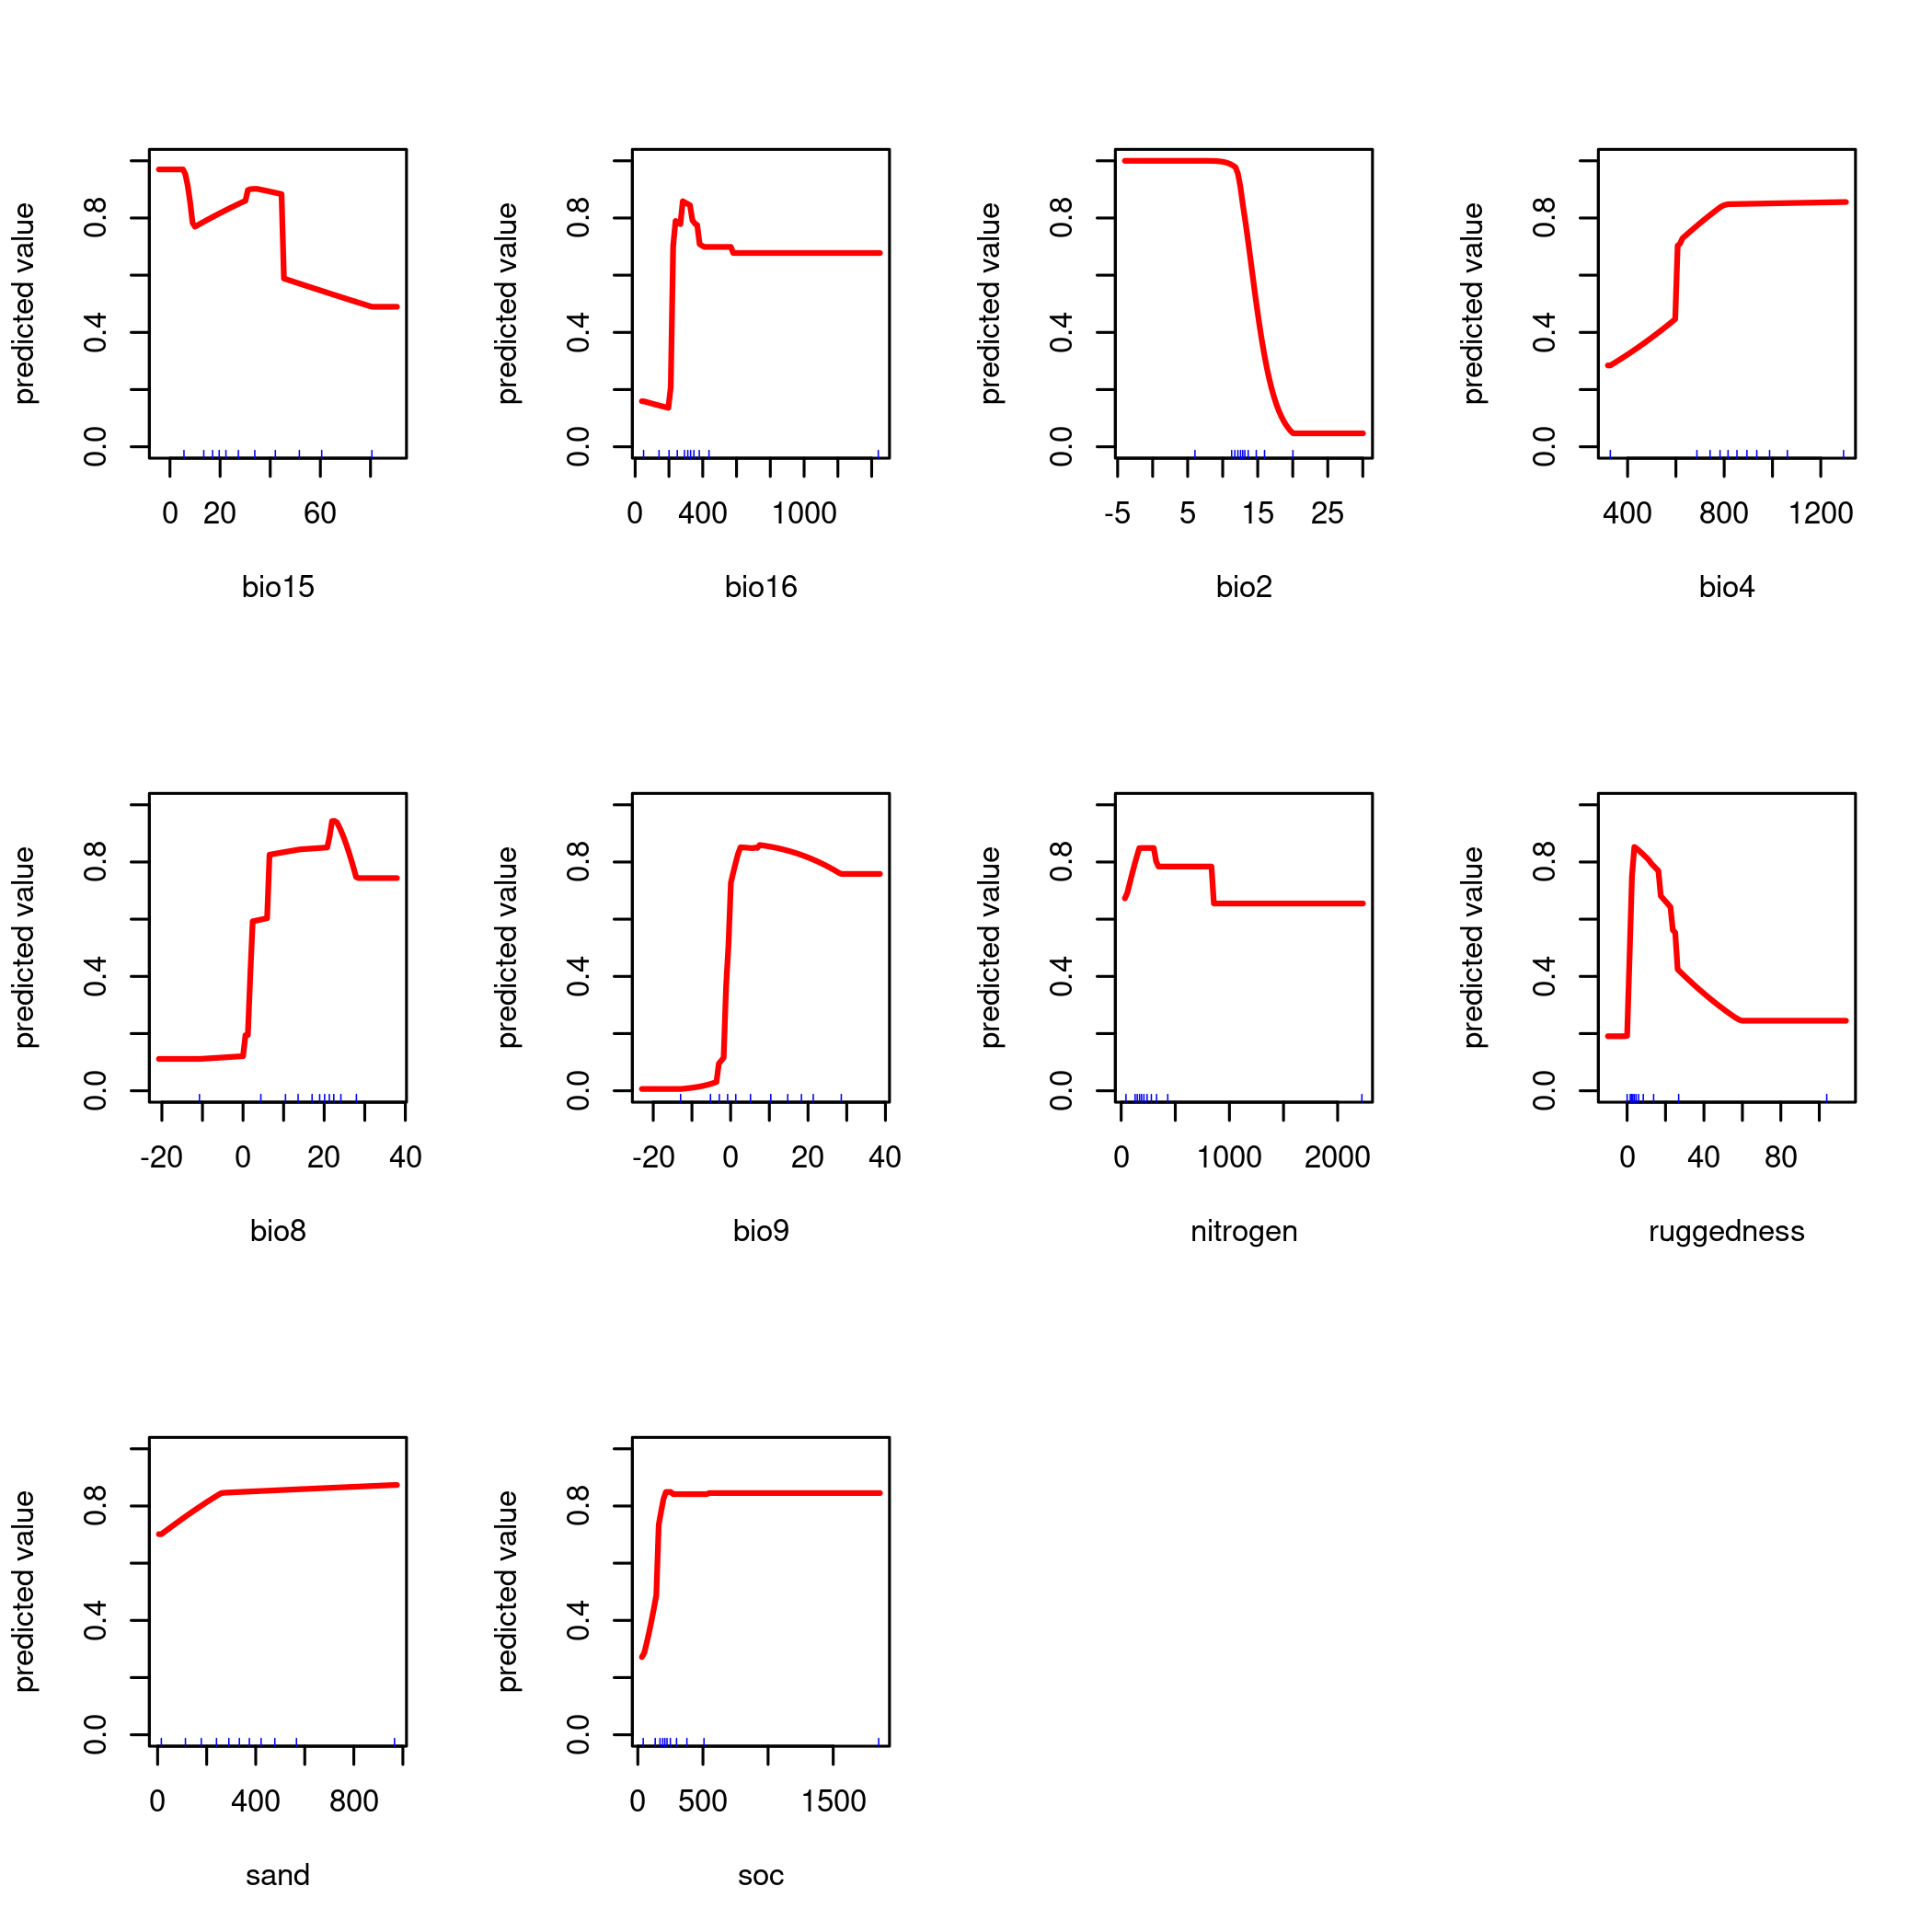 predicted value
0.0 0.4 0.8
0 20 60
bio15
predicted value
0.0 0.4 0.8
0 400 1000
bio16
predicted value
0.0 0.4 0.8
-5 5 15 25
bio2
predicted value
0.0 0.4 0.8
400 800 1200
bio4
predicted value
0.0 0.4 0.8
-20 0 20 40
bio8
predicted value
0.0 0.4 0.8
-20 0 20 40
bio9
predicted value
0.0 0.4 0.8
0 1000 2000
nitrogen
predicted value
0.0 0.4 0.8
0 40 80
ruggedness
predicted value
0.0 0.4 0.8
0 400 800
sand
predicted value
0.0 0.4 0.8
0 500 1500
soc